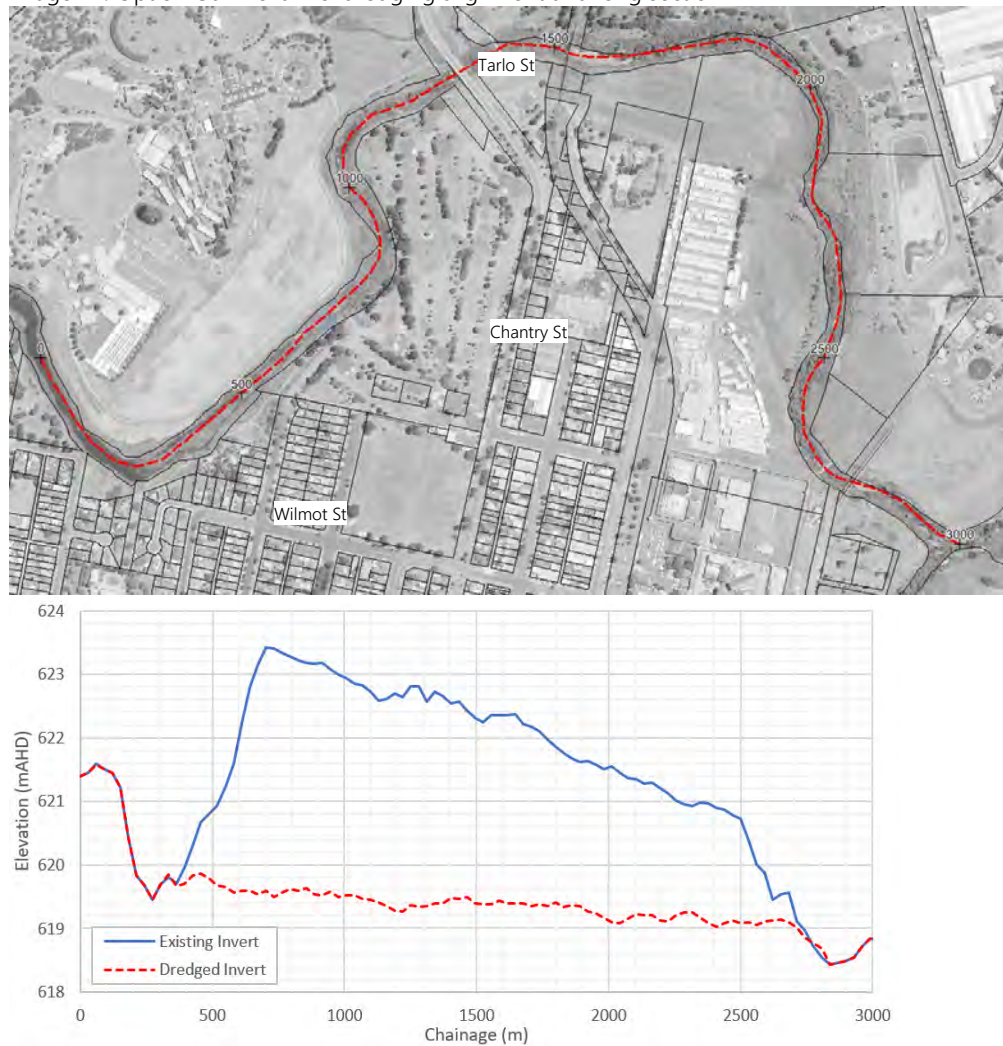 1500
Tarlo St
2000
1000
Chantry St
0
2500
500
Wilmot St
3000
624
623
622
621
620
619
618
Elevation (mAHD)
Existing Invert
Dredged Invert
0 500 1000 1500 2000 2500 3000
Chainage (m)